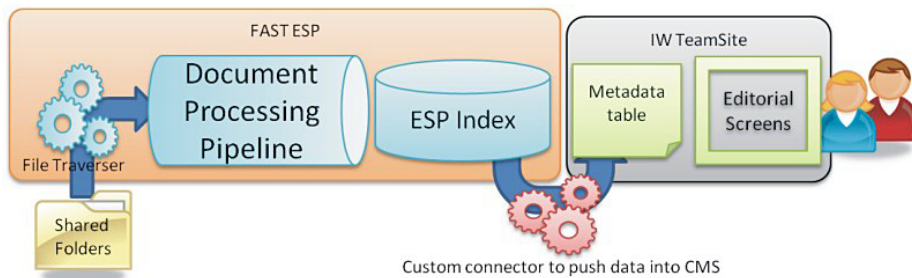 FAST ESP
IW TeamSite
Document
Processing
Pipeline
ESP Index
Metadata
table
Editorial
Screens
File Traverser
Shared
Folders
Custom connector to push data into CMS